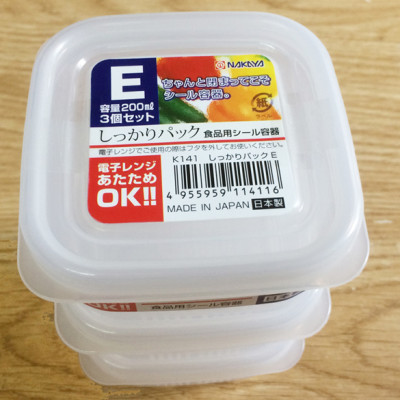 E
容量200㎖
3個セット
NAKAYA
ちゃんと閉まってこそ
シール容器。
紙
しっかりパック 食品用シール容器
電子レンジでご使用の際はフタを外してお使いください。
電子レンジ
あたため
OK!!
K141 しっかりパックE
4 955959 114116
MADE IN JAPAN 日本製
OK!!
食品用シール容器